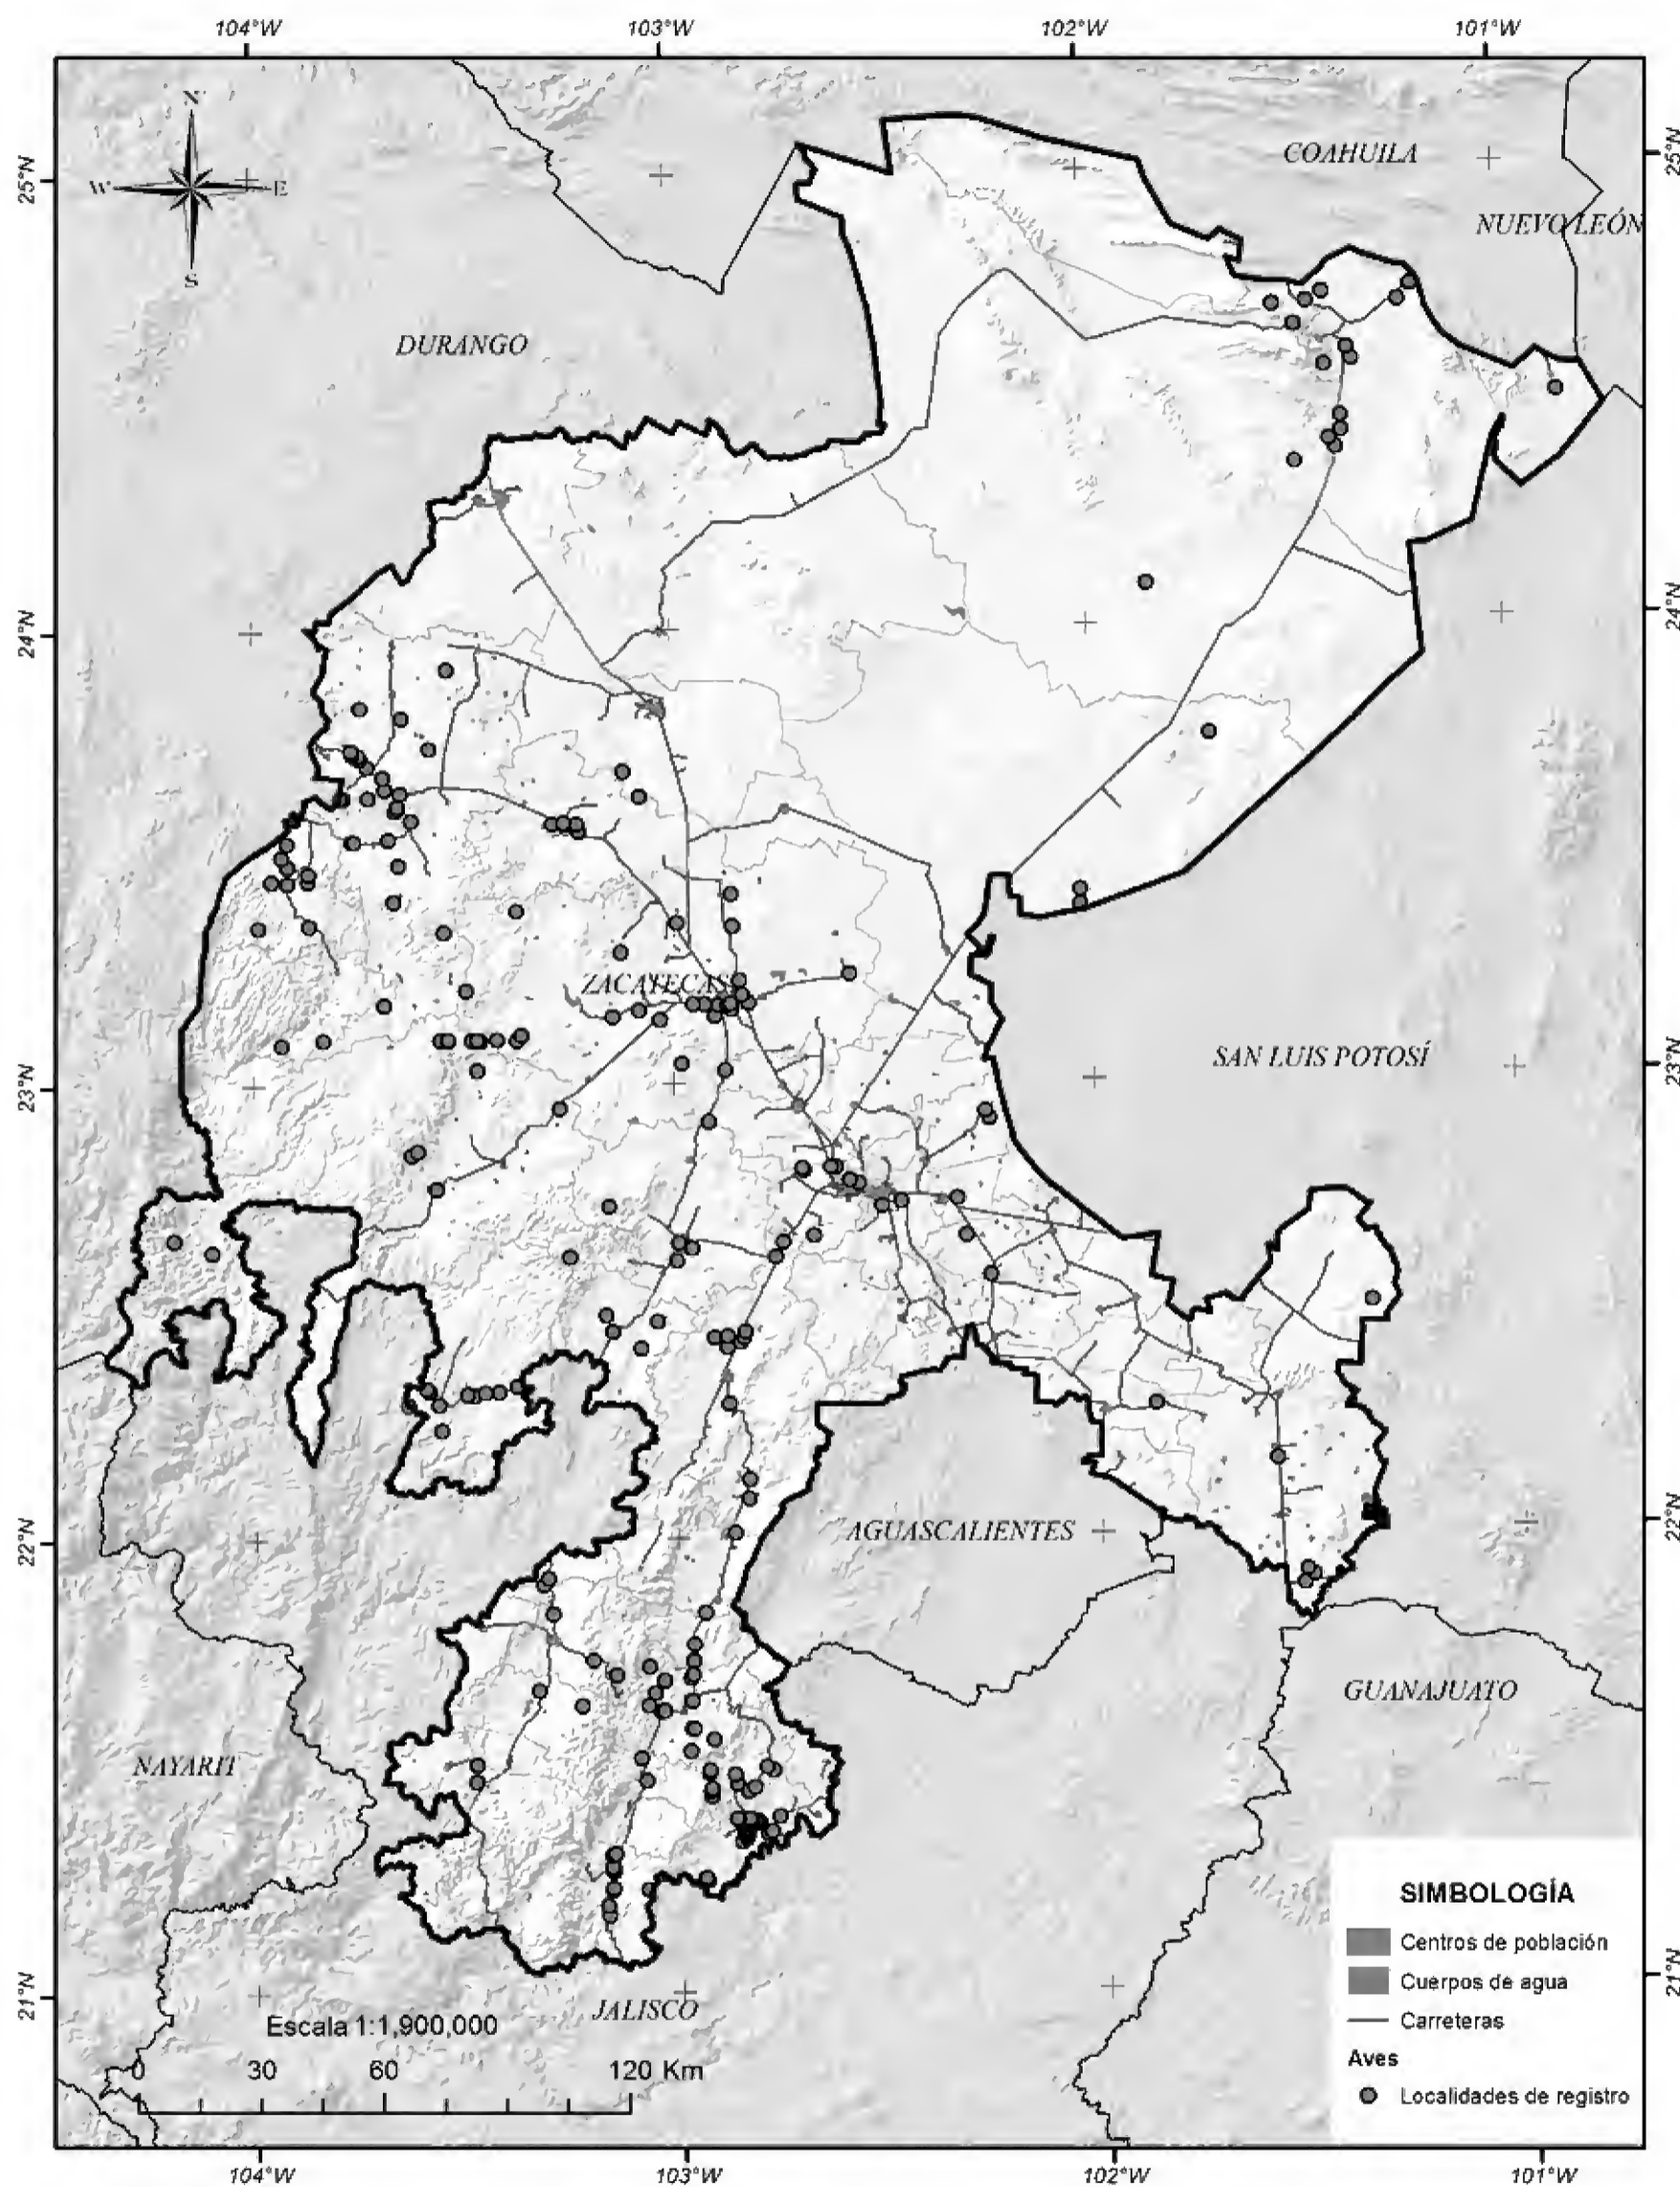 104°W 103°W 102°W 101°W
N
W E
S
COAHUILA
NUEVO LEÓN
25°N 25°N
DURANGO
24°N 24°N
ZACATECAS
SAN LUIS POTOSÍ
23°N 23°N
AGUASCALIENTES
22°N 22°N
GUANAJUATO
NAYARIT
JALISCO
21°N 21°N
Escala 1:1,900,000
0 30 60 120 Km
SIMBOLOGÍA
Centros de población
Cuerpos de agua
Carreteras
Aves
Localidades de registro
104°W 103°W 102°W 101°W